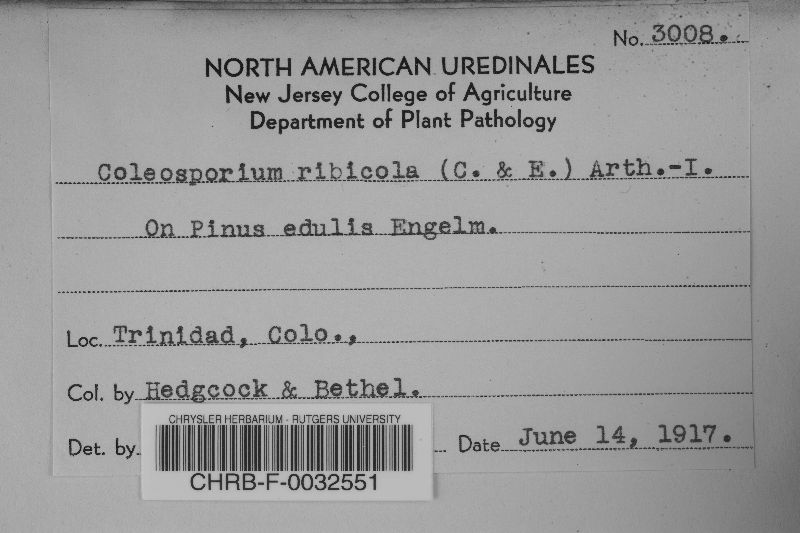 No. 3008.
NORTH AMERICAN UREDINALES
New Jersey College of Agriculture
Department of Plant Pathology
Coleosporium ribicola (C. & E.) Arth.-I.
On Pinus edulis Engelm.
Loc. Trinidad, Colo.,
Col. by Hedgcock & Bethel.
Det. by Date June 14, 1917.
CHRYSLER HERBARIUM - RUTGERS UNIVERSITY
CHRB-F-0032551